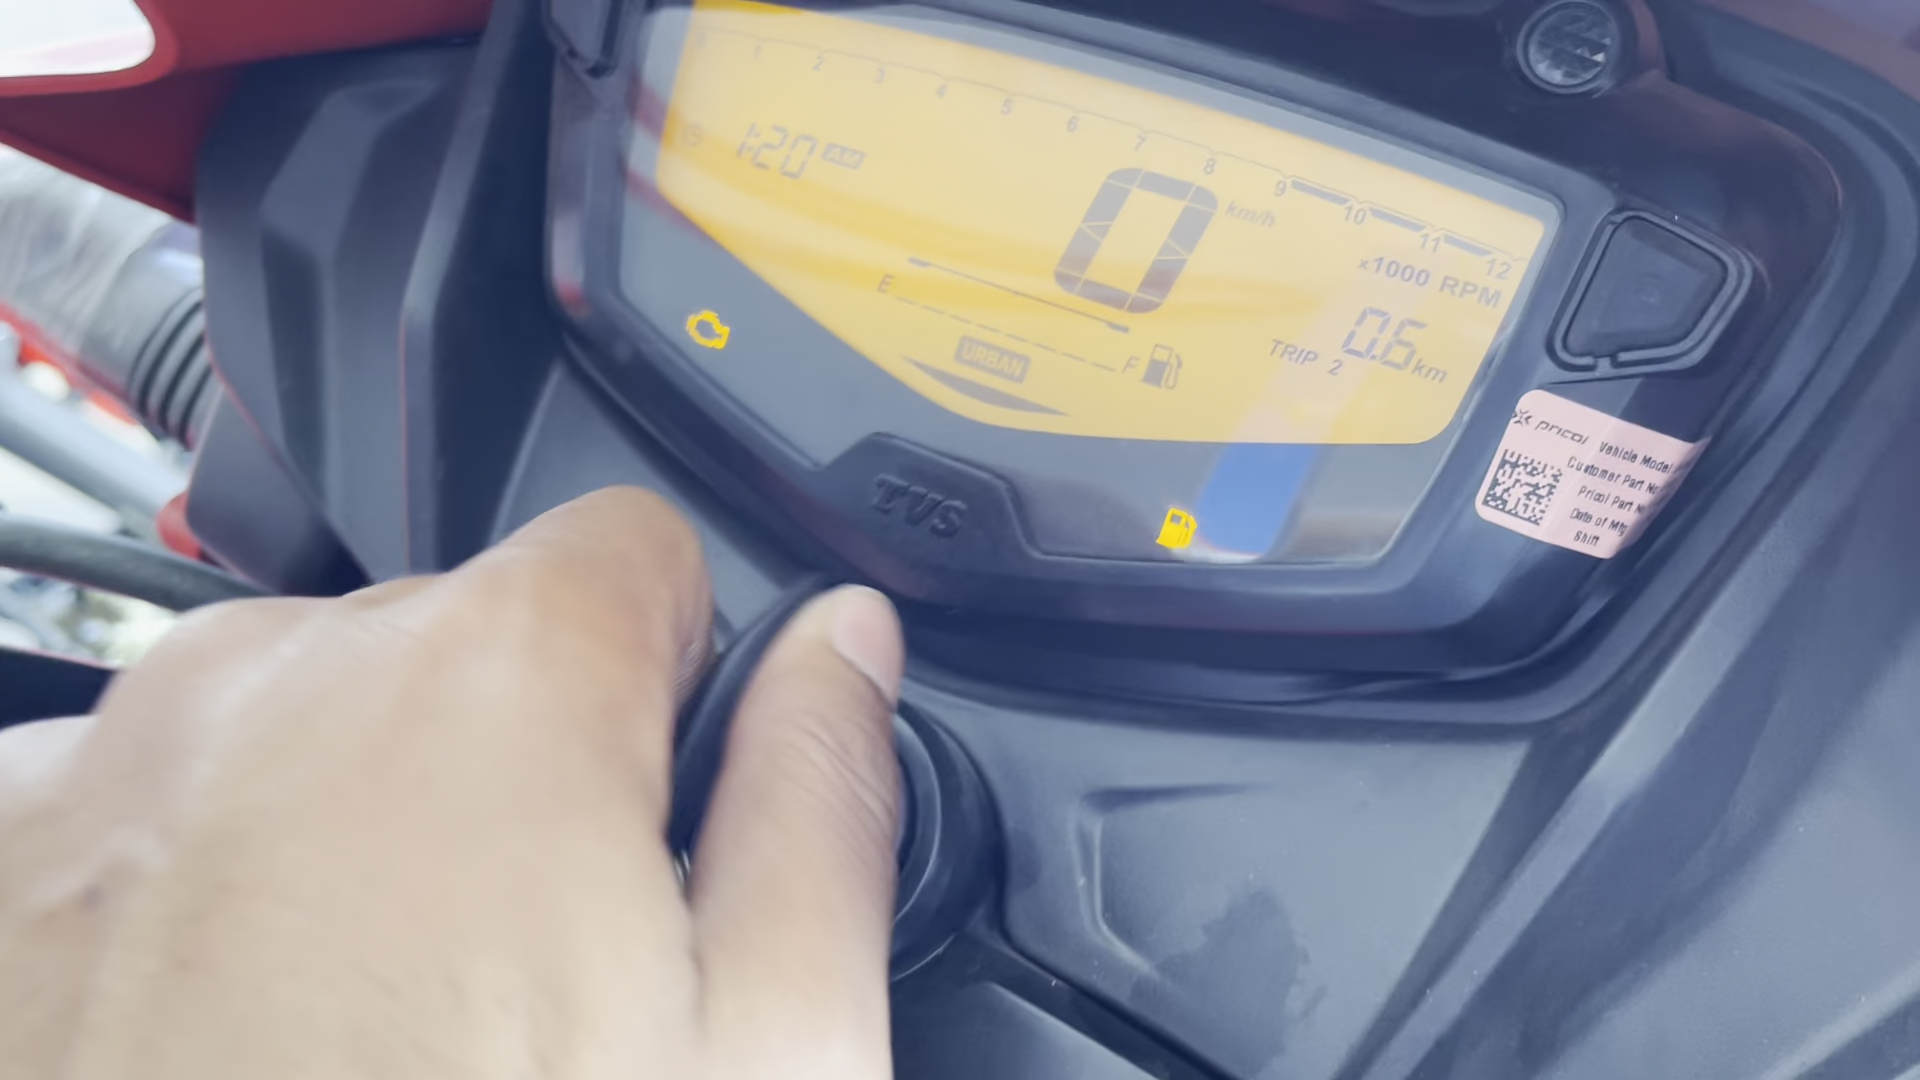 0 1 2 3 4 5 6 7 8 9 10 11 12
x1000 RPM
1:20 AM
0 km/h
E
F
URBAN
TRIP 2 0.6 km
TVS
pricol
Vehicle Model
Customer Part No
Pricol Part No
Date of Mfg
Shift